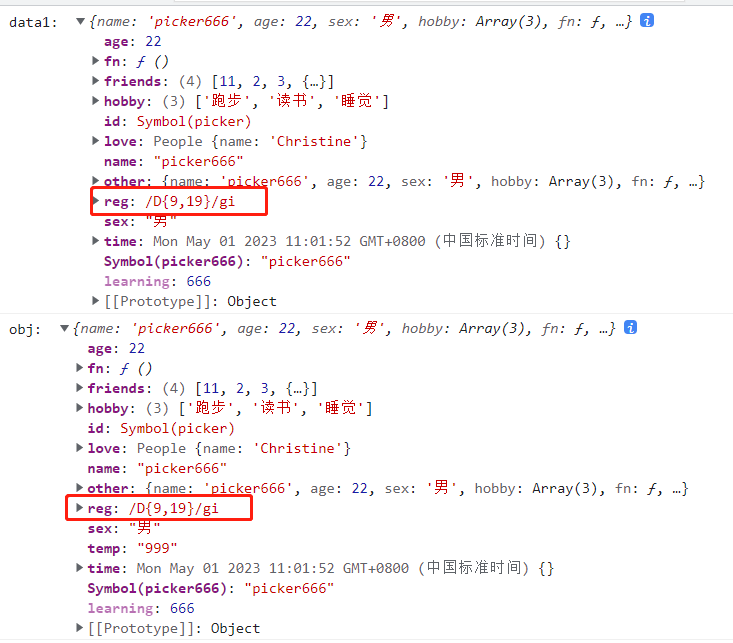 data1: ▼{name: 'picker666', age: 22, sex: '男', hobby: Array(3), fn: ƒ, …} i
age: 22
▶fn: ƒ ()
▶friends: (4) [11, 2, 3, {…}]
▶hobby: (3) ['跑步', '读书', '睡觉']
id: Symbol(picker)
▶love: People {name: 'Christine'}
name: "picker666"
▶other: {name: 'picker666', age: 22, sex: '男', hobby: Array(3), fn: ƒ, …}
▶reg: /D{9,19}/gi
sex: "男"
▶time: Mon May 01 2023 11:01:52 GMT+0800 (中国标准时间) {}
Symbol(picker666): "picker666"
learning: 666
▶[[Prototype]]: Object
obj: ▼{name: 'picker666', age: 22, sex: '男', hobby: Array(3), fn: ƒ, …} i
age: 22
▶fn: ƒ ()
▶friends: (4) [11, 2, 3, {…}]
▶hobby: (3) ['跑步', '读书', '睡觉']
id: Symbol(picker)
▶love: People {name: 'Christine'}
name: "picker666"
▶other: {name: 'picker666', age: 22, sex: '男', hobby: Array(3), fn: ƒ, …}
▶reg: /D{9,19}/gi
sex: "男"
temp: "999"
▶time: Mon May 01 2023 11:01:52 GMT+0800 (中国标准时间) {}
Symbol(picker666): "picker666"
learning: 666
▶[[Prototype]]: Object